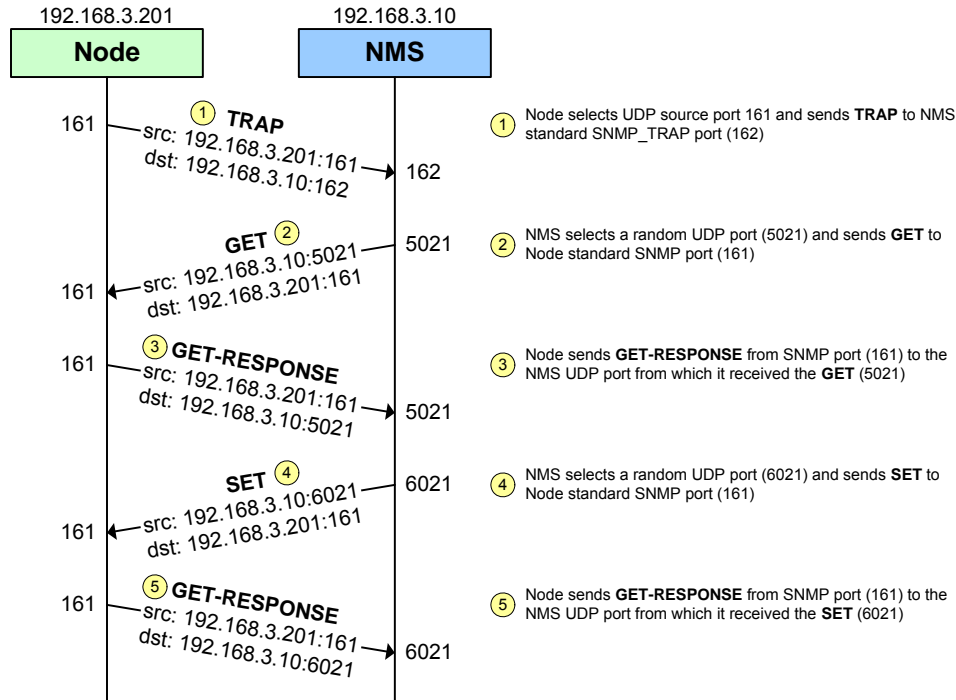 192.168.3.201
192.168.3.10
Node
NMS
161
1
TRAP
src: 192.168.3.201:161
dst: 192.168.3.10:162
162
1
Node selects UDP source port 161 and sends TRAP to NMS
standard SNMP_TRAP port (162)
GET
2
5021
src: 192.168.3.10:5021
dst: 192.168.3.201:161
161
2
NMS selects a random UDP port (5021) and sends GET to
Node standard SNMP port (161)
3
GET-RESPONSE
161
src: 192.168.3.201:161
dst: 192.168.3.10:5021
5021
3
Node sends GET-RESPONSE from SNMP port (161) to the
NMS UDP port from which it received the GET (5021)
SET
4
6021
src: 192.168.3.10:6021
dst: 192.168.3.201:161
161
4
NMS selects a random UDP port (6021) and sends SET to
Node standard SNMP port (161)
5
GET-RESPONSE
161
src: 192.168.3.201:161
dst: 192.168.3.10:6021
6021
5
Node sends GET-RESPONSE from SNMP port (161) to the
NMS UDP port from which it received the SET (6021)